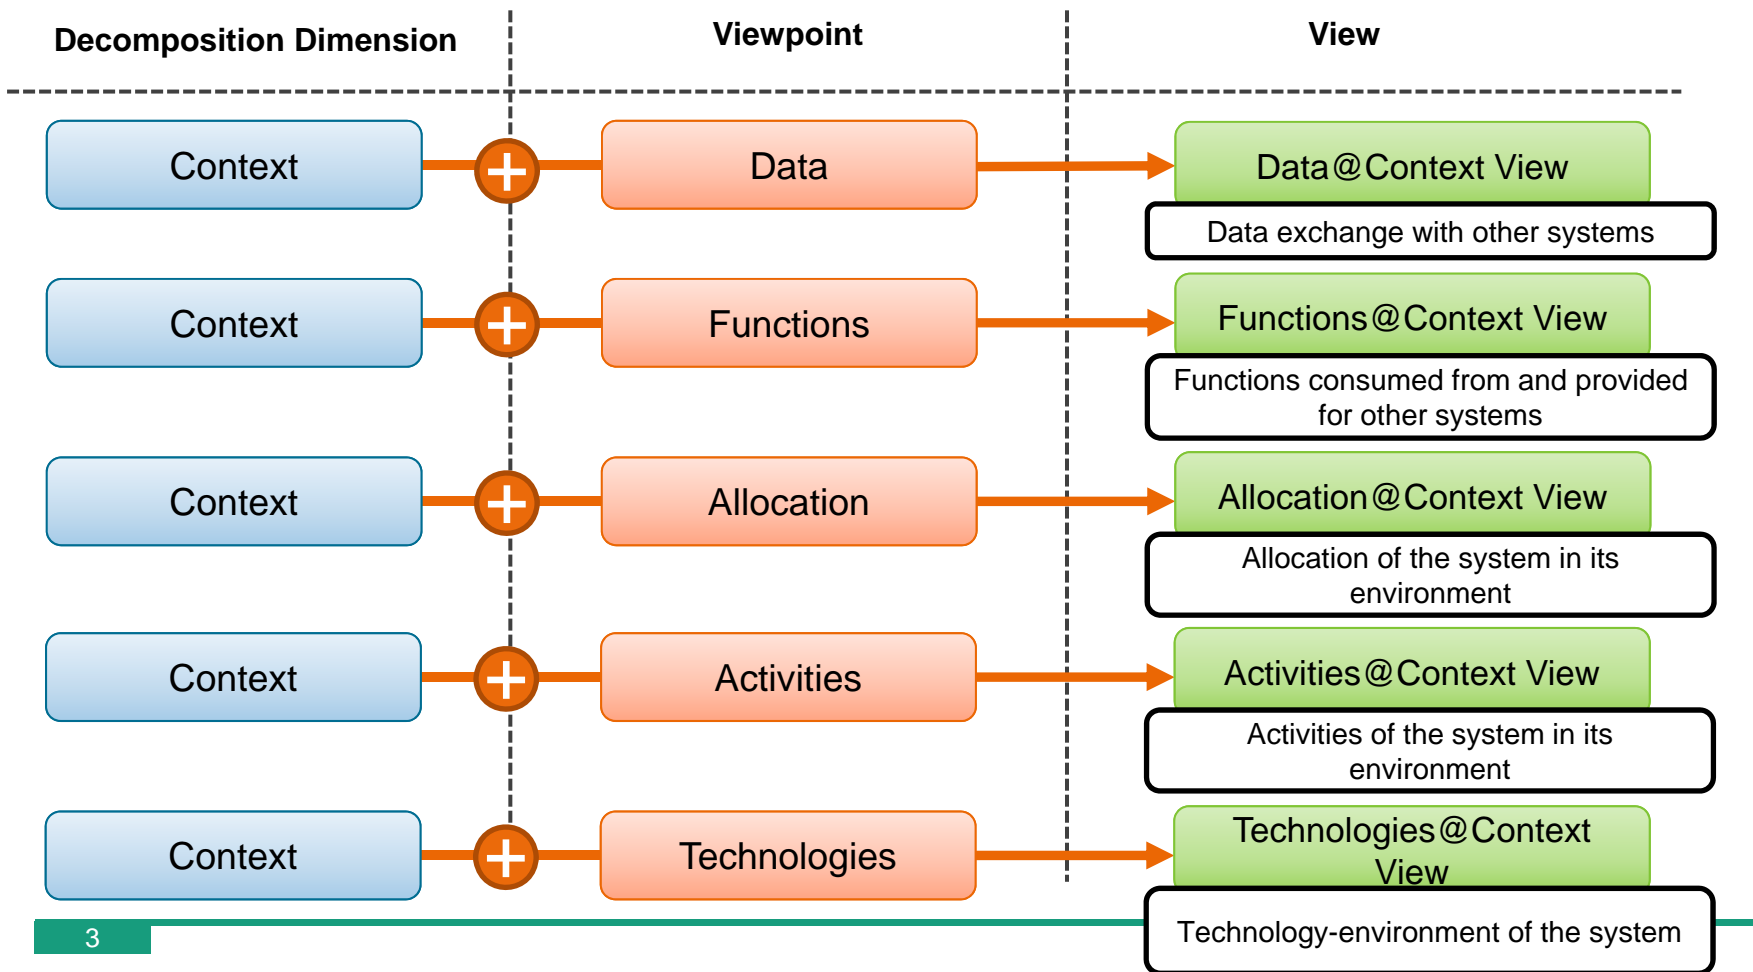 Decomposition Dimension
Viewpoint
View
Context
Data
Data@Context View
Data exchange with other systems
Context
Functions
Functions@Context View
Functions consumed from and provided
for other systems
Context
Allocation
Allocation@Context View
Allocation of the system in its
environment
Context
Activities
Activities@Context View
Activities of the system in its
environment
Context
Technologies
Technologies@Context
View
Technology-environment of the system
3